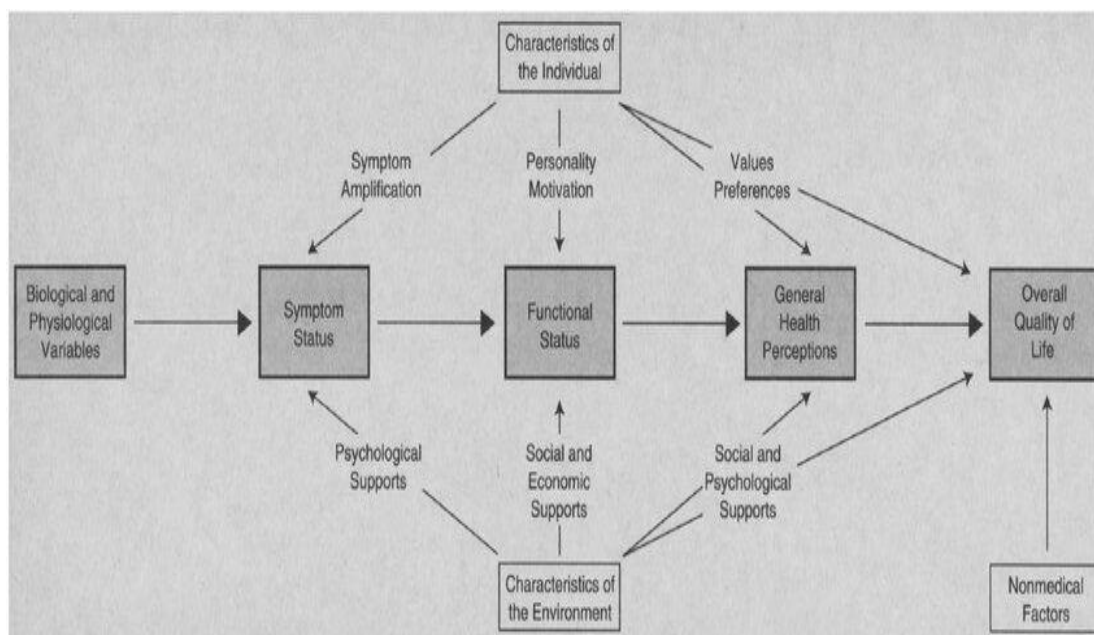 Characteristics of
the Individual
Symptom
Amplification
Personality
Motivation
Values
Preferences
Biological and
Physiological
Variables
Symptom
Status
Functional
Status
General
Health
Perceptions
Overall
Quality of
Life
Psychological
Supports
Social and
Economic
Supports
Social and
Psychological
Supports
Characteristics of
the Environment
Nonmedical
Factors